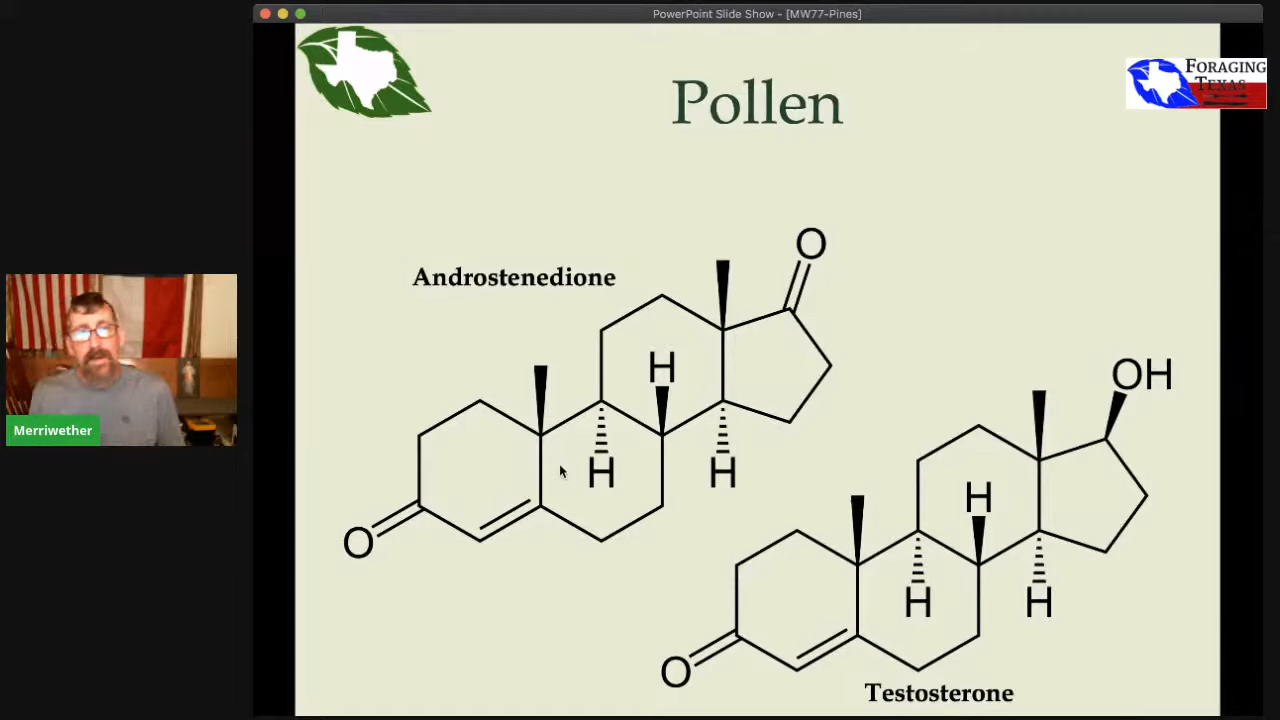 PowerPoint Slide Show - [MW77-Pines]
FORAGING
TEXAS
Pollen
O
Androstenedione
H
OH
H
H
O
H
H
H
O
Testosterone
Merriwether